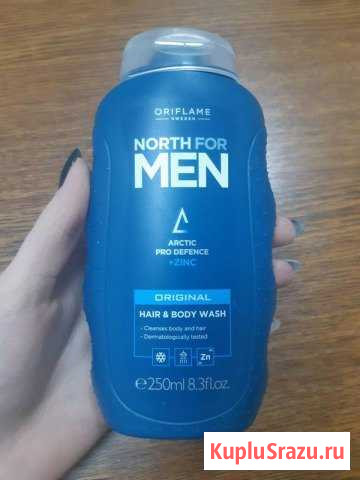 ORIFLAME
SWEDEN
NORTH FOR
MEN
ARCTIC
PRO DEFENCE
+ZINC
ORIGINAL
HAIR & BODY WASH
- Cleanses body and hair
- Dermatologically tested
Zn
℮250ml 8.3fl.oz.
KupluSrazu.ru